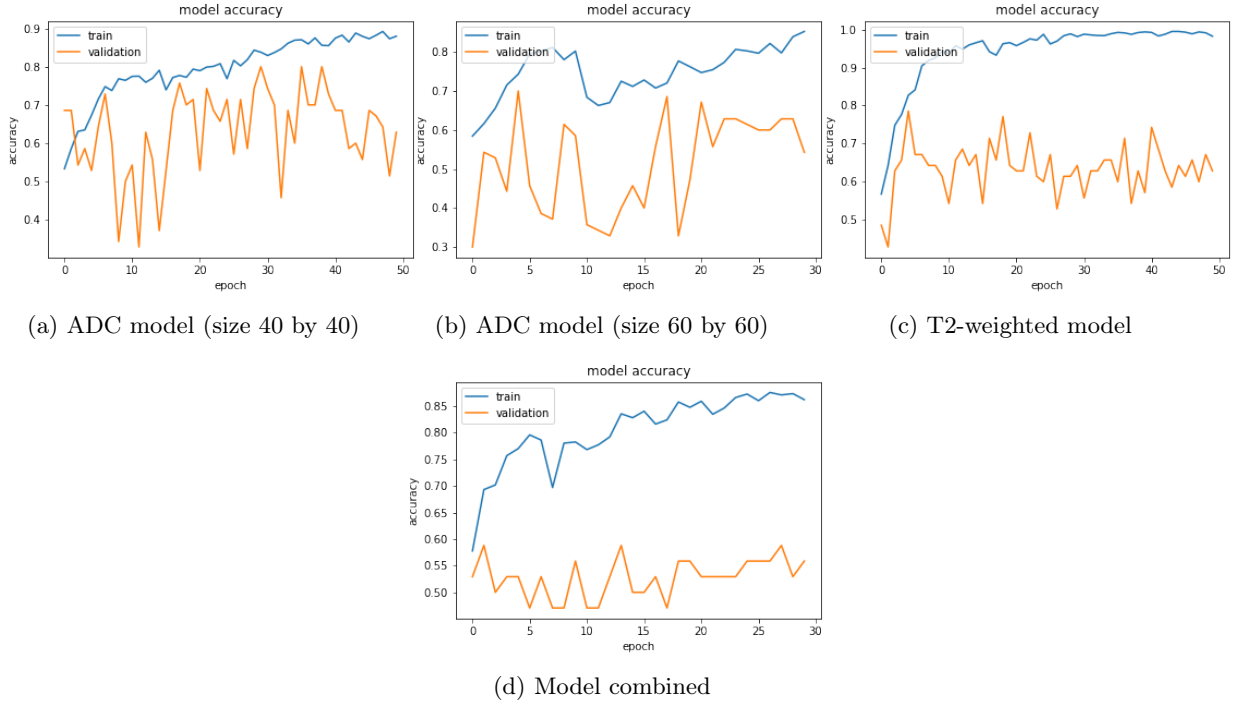 model accuracy
train
validation
accuracy
0.9
0.8
0.7
0.6
0.5
0.4
0 10 20 30 40 50
epoch
(a) ADC model (size 40 by 40)
model accuracy
train
validation
accuracy
0.8
0.7
0.6
0.5
0.4
0.3
0 5 10 15 20 25 30
epoch
(b) ADC model (size 60 by 60)
model accuracy
train
validation
accuracy
1.0
0.9
0.8
0.7
0.6
0.5
0 10 20 30 40 50
epoch
(c) T2-weighted model
model accuracy
train
validation
accuracy
0.85
0.80
0.75
0.70
0.65
0.60
0.55
0.50
0 5 10 15 20 25 30
epoch
(d) Model combined